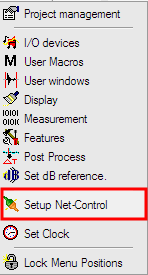 Project management
I/O devices
M User Macros
User windows
Display
0101 Measurement
Features
Post Process
Set dB reference.
Setup Net-Control
Set Clock
Lock Menu Positions